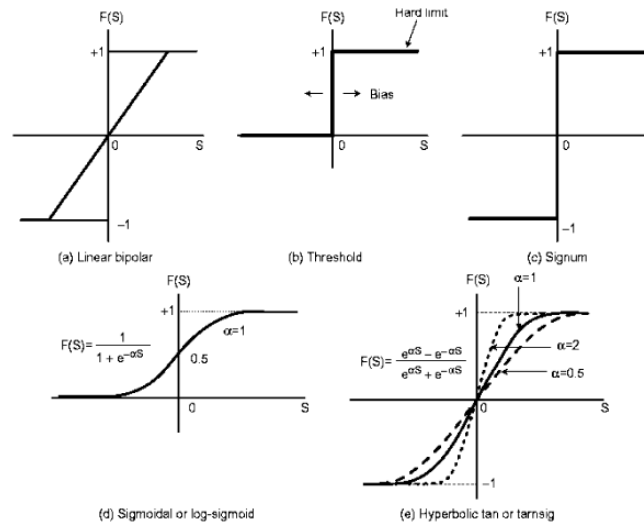 F(S)
+1
0
S
−1
(a) Linear bipolar
F(S)
Hard limit
+1
Bias
0
S
(b) Threshold
F(S)
+1
0
−1
(c) Signum
F(S)
+1
α=1
F(S)= 1 / 1 + e^−αS
0.5
0
S
(d) Sigmoidal or log-sigmoid
F(S)
α=1
+1
F(S)= e^αS − e^−αS / e^αS + e^−αS
α=2
α=0.5
0
S
−1
(e) Hyperbolic tan or tarnsig